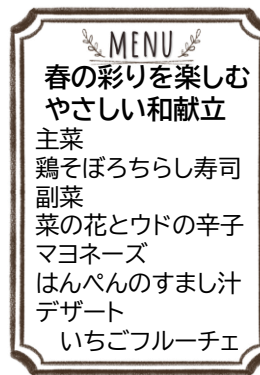 MENU
春の彩りを楽しむ
やさしい和献立
主菜
鶏そぼろちらし寿司
副菜
菜の花とウドの辛子
マヨネーズ
はんぺんのすまし汁
デザート
いちごフルーチェ